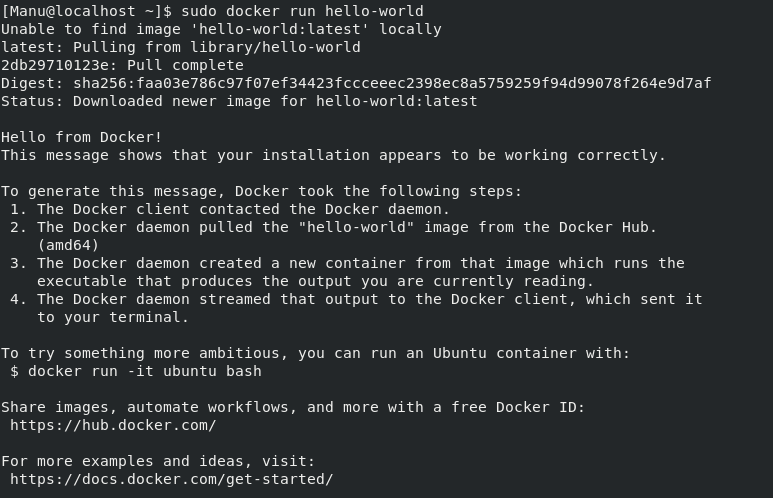 [Manu@localhost ~]$ sudo docker run hello-world
Unable to find image 'hello-world:latest' locally
latest: Pulling from library/hello-world
2db29710123e: Pull complete
Digest: sha256:faa03e786c97f07ef34423fccceeec2398ec8a5759259f94d99078f264e9d7af
Status: Downloaded newer image for hello-world:latest

Hello from Docker!
This message shows that your installation appears to be working correctly.

To generate this message, Docker took the following steps:
 1. The Docker client contacted the Docker daemon.
 2. The Docker daemon pulled the "hello-world" image from the Docker Hub.
    (amd64)
 3. The Docker daemon created a new container from that image which runs the
    executable that produces the output you are currently reading.
 4. The Docker daemon streamed that output to the Docker client, which sent it
    to your terminal.

To try something more ambitious, you can run an Ubuntu container with:
 $ docker run -it ubuntu bash

Share images, automate workflows, and more with a free Docker ID:
 https://hub.docker.com/

For more examples and ideas, visit:
 https://docs.docker.com/get-started/